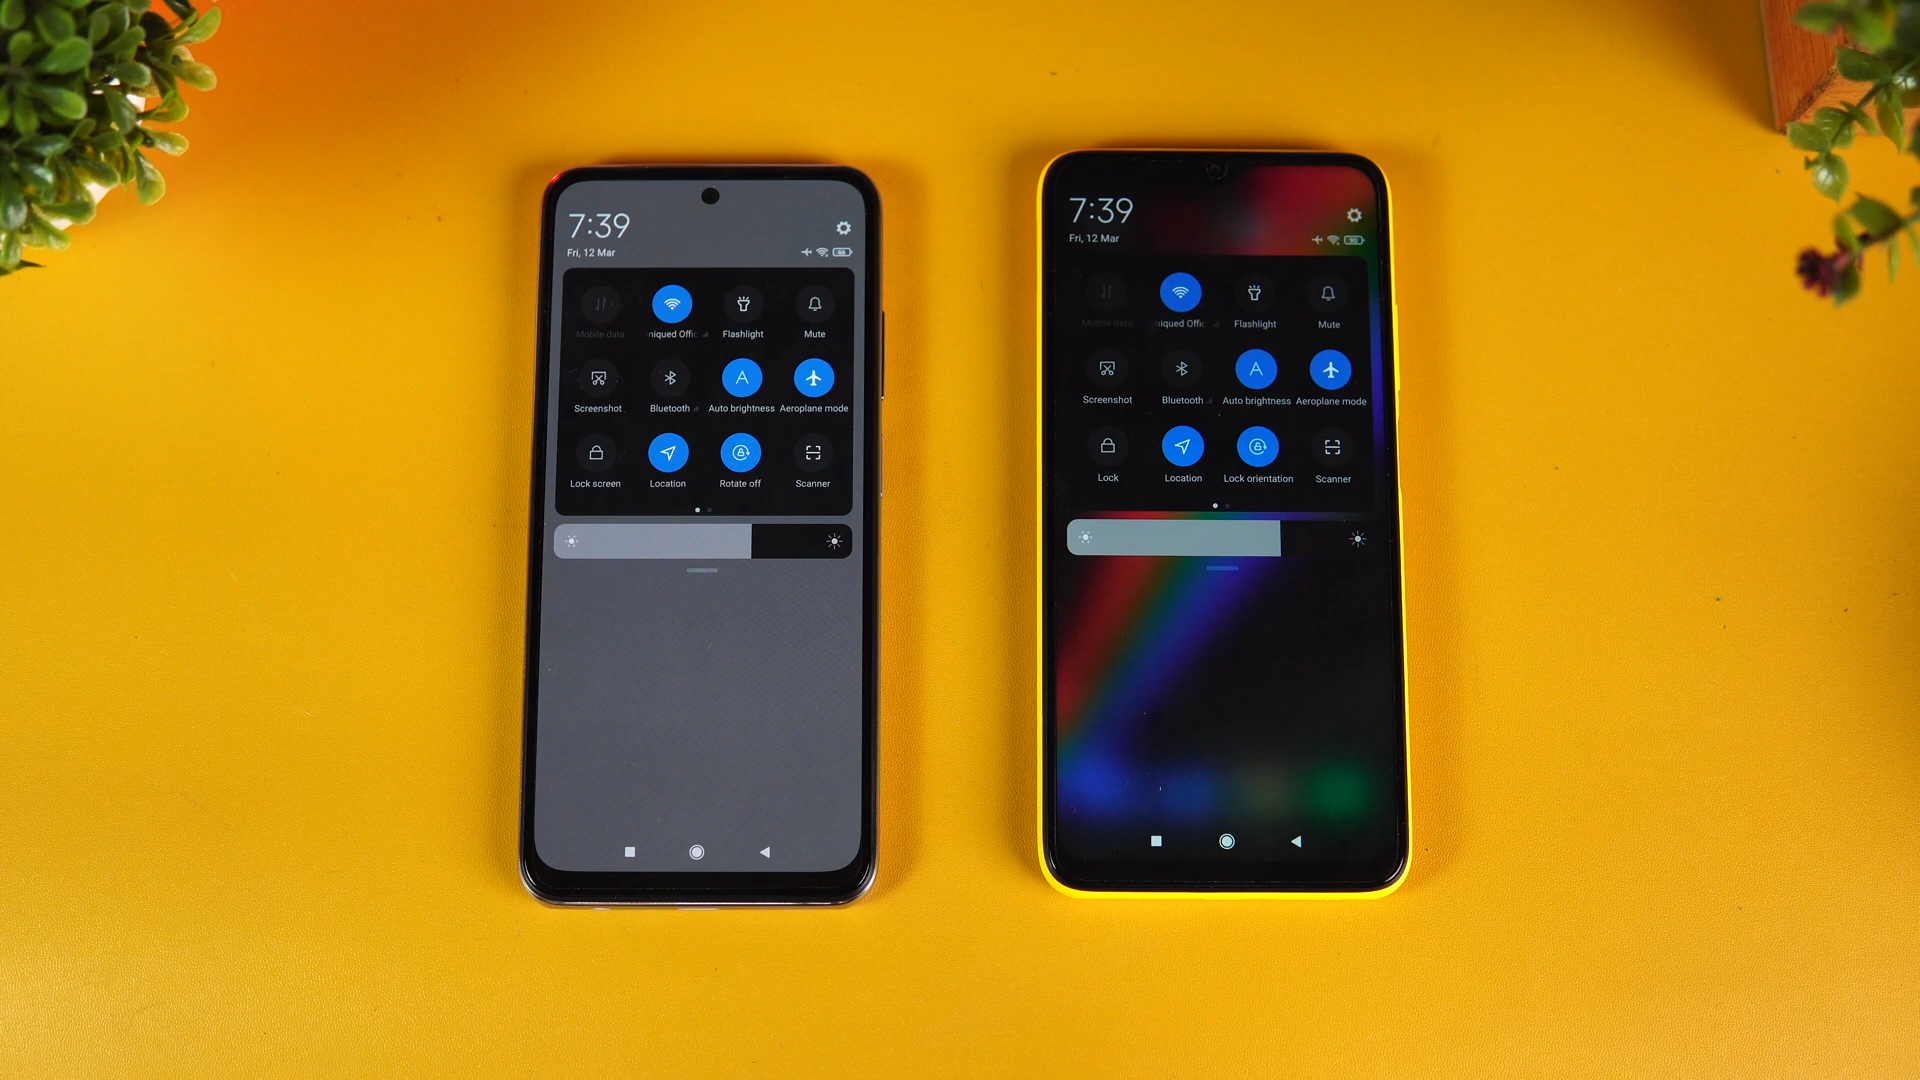 7:39
Fri, 12 Mar
Mobile data
niqued Offic
Flashlight
Mute
Screenshot
Bluetooth
Auto brightness
Aeroplane mode
Lock screen
Location
Rotate off
Scanner
7:39
Fri, 12 Mar
90
Mobile data
niqued Offic
Flashlight
Mute
Screenshot
Bluetooth
Auto brightness
Aeroplane mode
Lock
Location
Lock orientation
Scanner